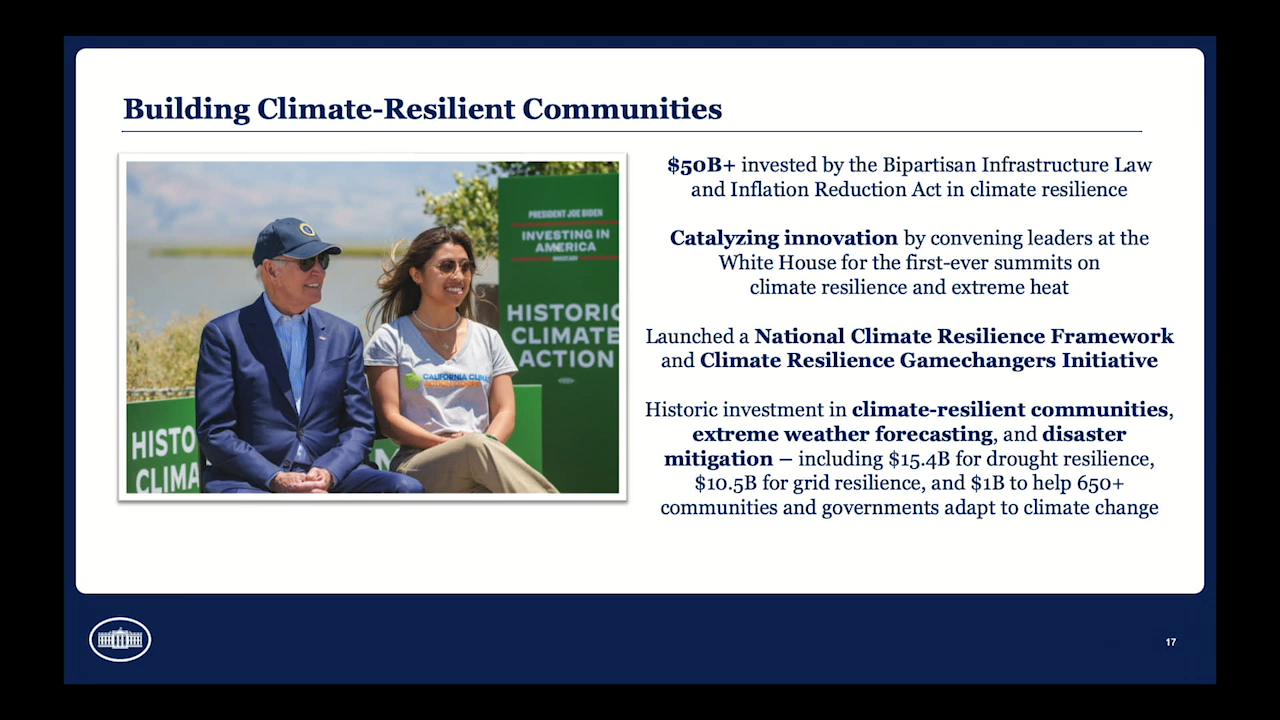 Building Climate-Resilient Communities
PRESIDENT JOE BIDEN
INVESTING IN
AMERICA
HISTORIC
CLIMATE
ACTION
CALIFORNIA CLIM
HISTO
CLIMA
$50B+ invested by the Bipartisan Infrastructure Law
and Inflation Reduction Act in climate resilience
Catalyzing innovation by convening leaders at the
White House for the first-ever summits on
climate resilience and extreme heat
Launched a National Climate Resilience Framework
and Climate Resilience Gamechangers Initiative
Historic investment in climate-resilient communities,
extreme weather forecasting, and disaster
mitigation – including $15.4B for drought resilience,
$10.5B for grid resilience, and $1B to help 650+
communities and governments adapt to climate change
17